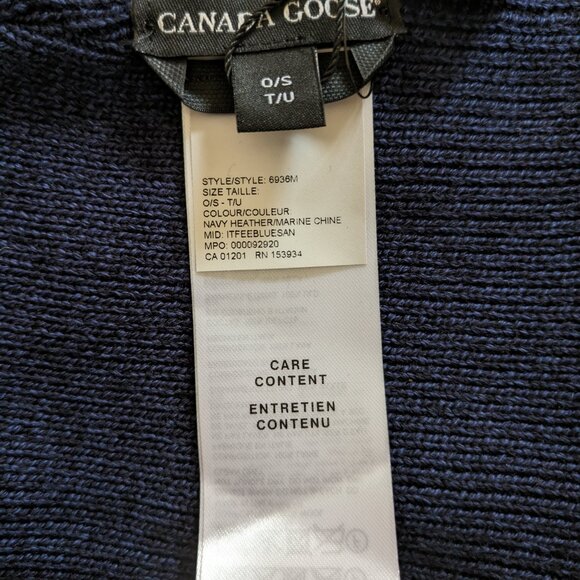 CANADA GOOSE®
O/S
T/U
STYLE/STYLE: 6936M
SIZE TAILLE:
O/S - T/U
COLOUR/COULEUR
NAVY HEATHER/MARINE CHINE
MID: ITFEEBLUESAN
MPO: 000092920
CA 01201 RN 153934
CARE
CONTENT
ENTRETIEN
CONTENU